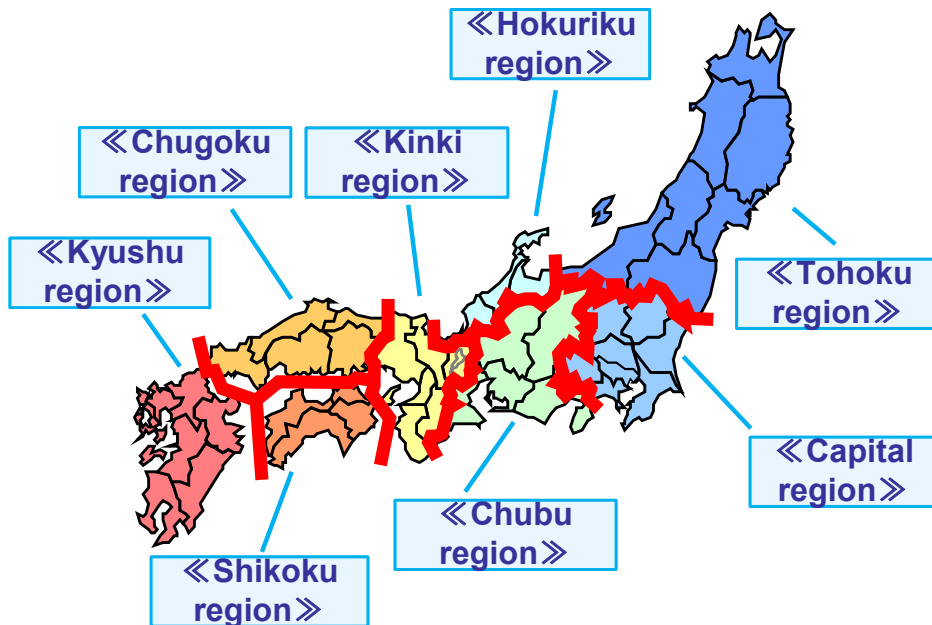 ≪Hokuriku
region≫
≪Chugoku
region≫
≪Kinki
region≫
≪Kyushu
region≫
≪Tohoku
region≫
≪Capital
region≫
≪Chubu
region≫
≪Shikoku
region≫